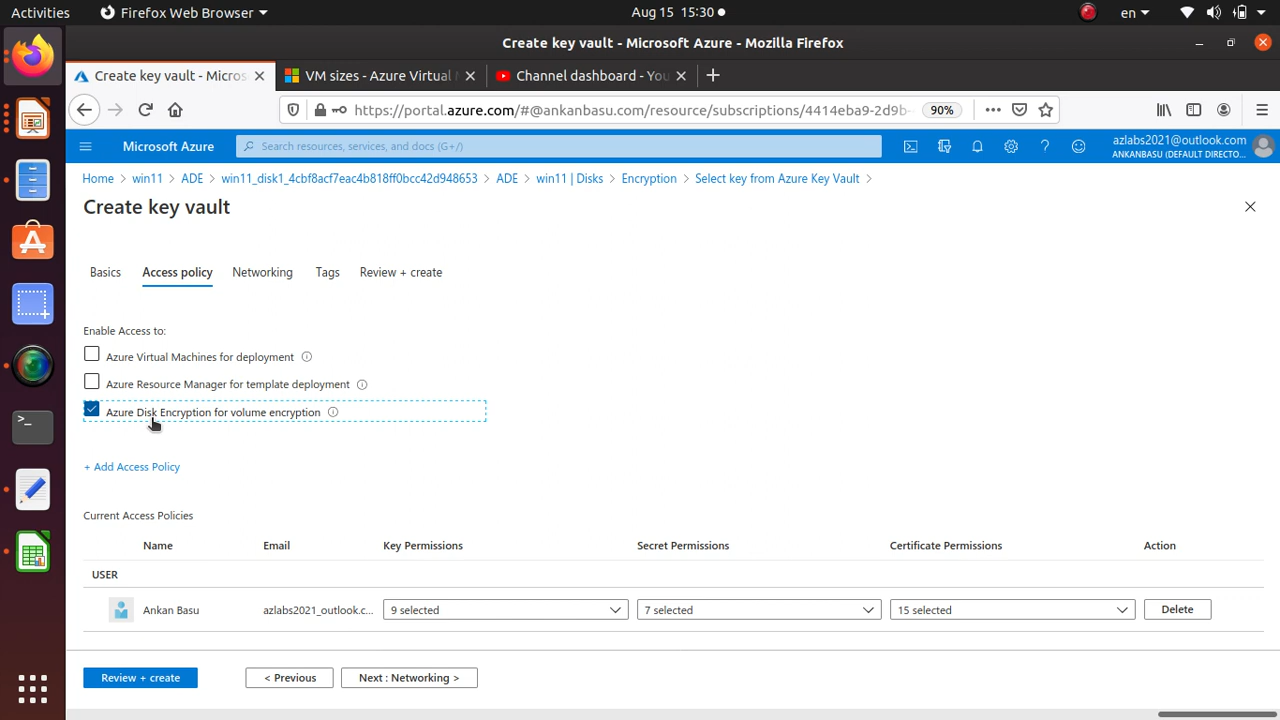 Activities
Firefox Web Browser
Aug 15 15:30
en
Create key vault - Microsoft Azure - Mozilla Firefox
Create key vault - Micros
VM sizes - Azure Virtual
Channel dashboard - You
https://portal.azure.com/#@ankanbasu.com/resource/subscriptions/4414eba9-2d9b-
90%
Microsoft Azure
Search resources, services, and docs (G+/)
azlabs2021@outlook.com
ANKANBASU (DEFAULT DIRECTO...
Home > win11 > ADE > win11_disk1_4cbf8acf7eac4b818ff0bcc42d948653 > ADE > win11 | Disks > Encryption > Select key from Azure Key Vault >
Create key vault
Basics Access policy Networking Tags Review + create
Enable Access to:
Azure Virtual Machines for deployment
Azure Resource Manager for template deployment
Azure Disk Encryption for volume encryption
+ Add Access Policy
Current Access Policies
Name Email Key Permissions Secret Permissions Certificate Permissions Action
USER
Ankan Basu azlabs2021_outlook.c... 9 selected 7 selected 15 selected Delete
Review + create < Previous Next : Networking >